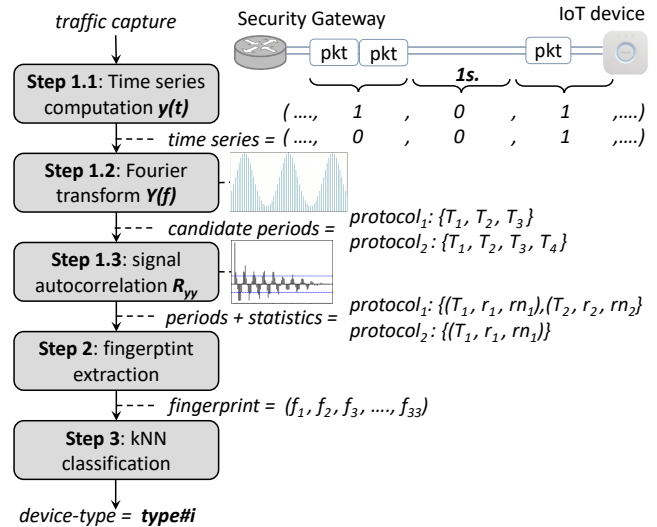 traffic capture
Security Gateway
IoT device
pkt pkt pkt
1s.
Step 1.1: Time series
computation y(t)
( ...., 1 , 0 , 1 ,....)
time series = ( ...., 0 , 0 , 1 ,....)
Step 1.2: Fourier
transform Y(f)
candidate periods =
protocol1: {T1, T2, T3}
protocol2: {T1, T2, T3, T4}
Step 1.3: signal
autocorrelation Ryy
periods + statistics =
protocol1: {(T1, r1, rn1),(T2, r2, rn2}
protocol2: {(T1, r1, rn1)}
Step 2: fingerptint
extraction
fingerprint = (f1, f2, f3, ...., f33)
Step 3: kNN
classification
device-type = type#i